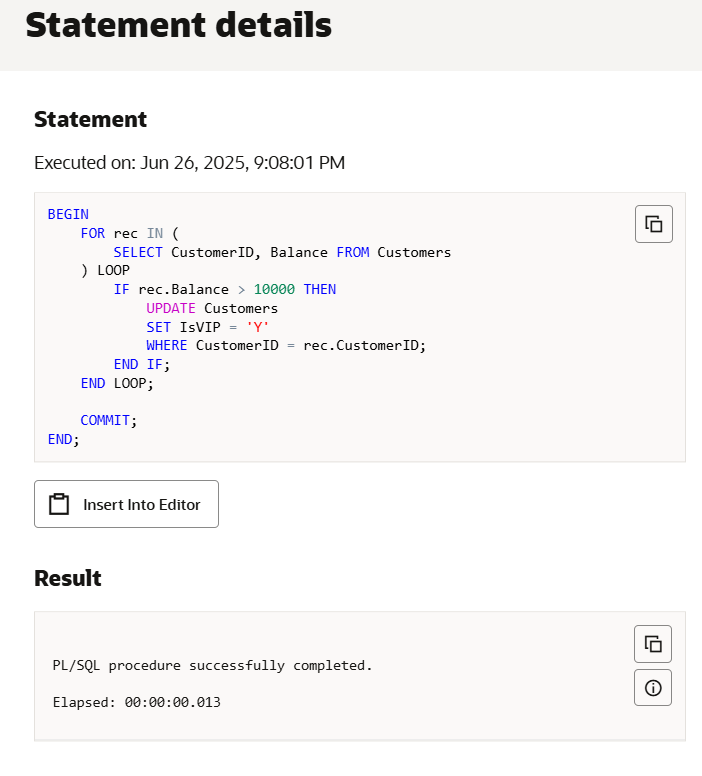 Statement details
Statement
Executed on: Jun 26, 2025, 9:08:01 PM
BEGIN
    FOR rec IN (
        SELECT CustomerID, Balance FROM Customers
    ) LOOP
        IF rec.Balance > 10000 THEN
            UPDATE Customers
            SET IsVIP = 'Y'
            WHERE CustomerID = rec.CustomerID;
        END IF;
    END LOOP;

    COMMIT;
END;
Insert Into Editor
Result
PL/SQL procedure successfully completed.
Elapsed: 00:00:00.013